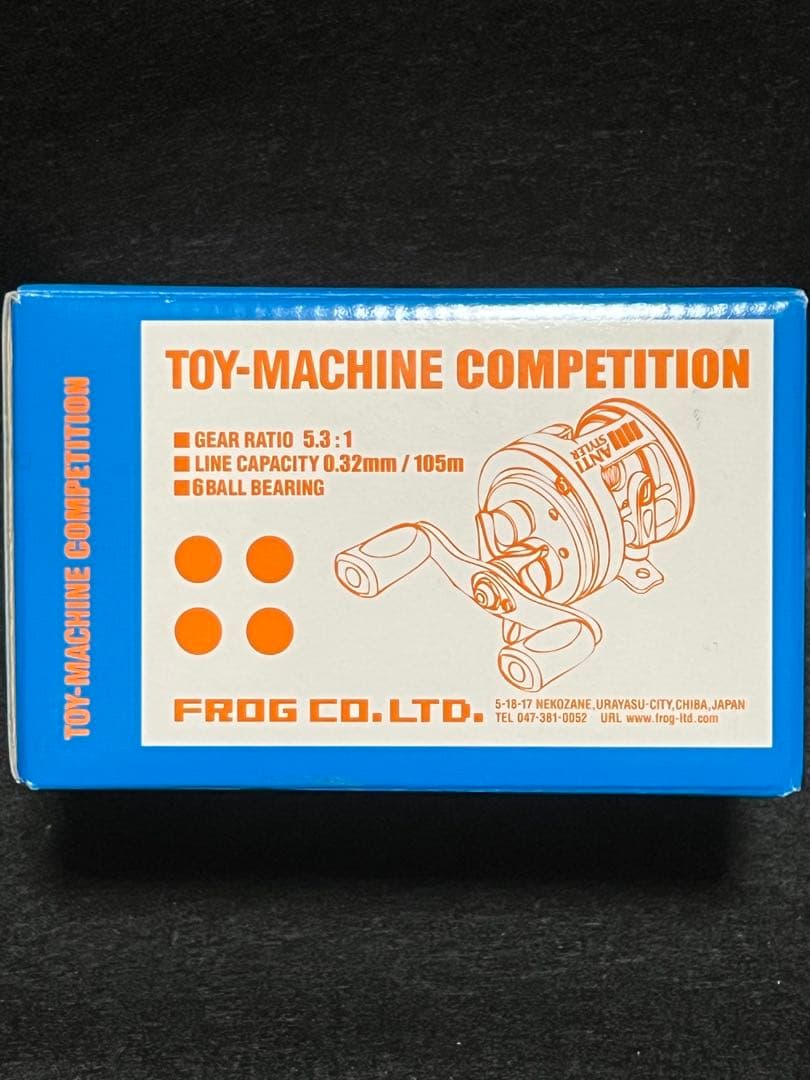 TOY-MACHINE COMPETITION
TOY-MACHINE COMPETITION
■ GEAR RATIO 5.3 : 1
■ LINE CAPACITY 0.32mm / 105m
■ 6 BALL BEARING
ANTI
STYLER
FROG CO. LTD.
5-18-17 NEKOZANE, URAYASU-CITY, CHIBA, JAPAN
TEL 047-381-0052 URL www.frog-ltd.com